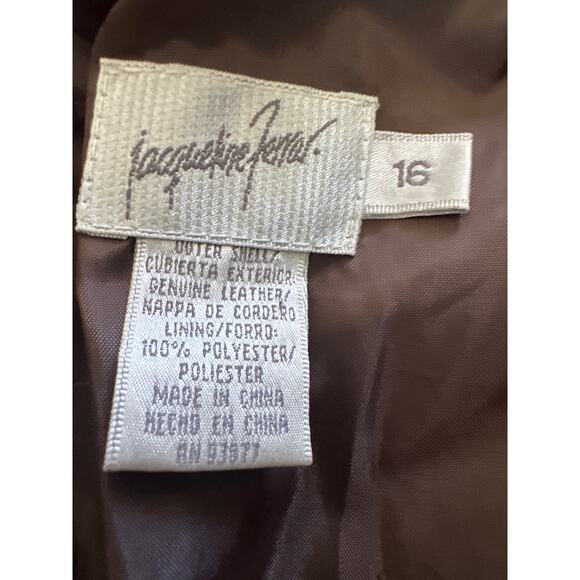 jacqueline Ferrar.
16
OUTER SHELL/
CUBIERTA EXTERIOR:
GENUINE LEATHER/
NAPPA DE CORDERO
LINING/FORRO:
100% POLYESTER/
POLIESTER
MADE IN CHINA
HECHO EN CHINA
RN 93977